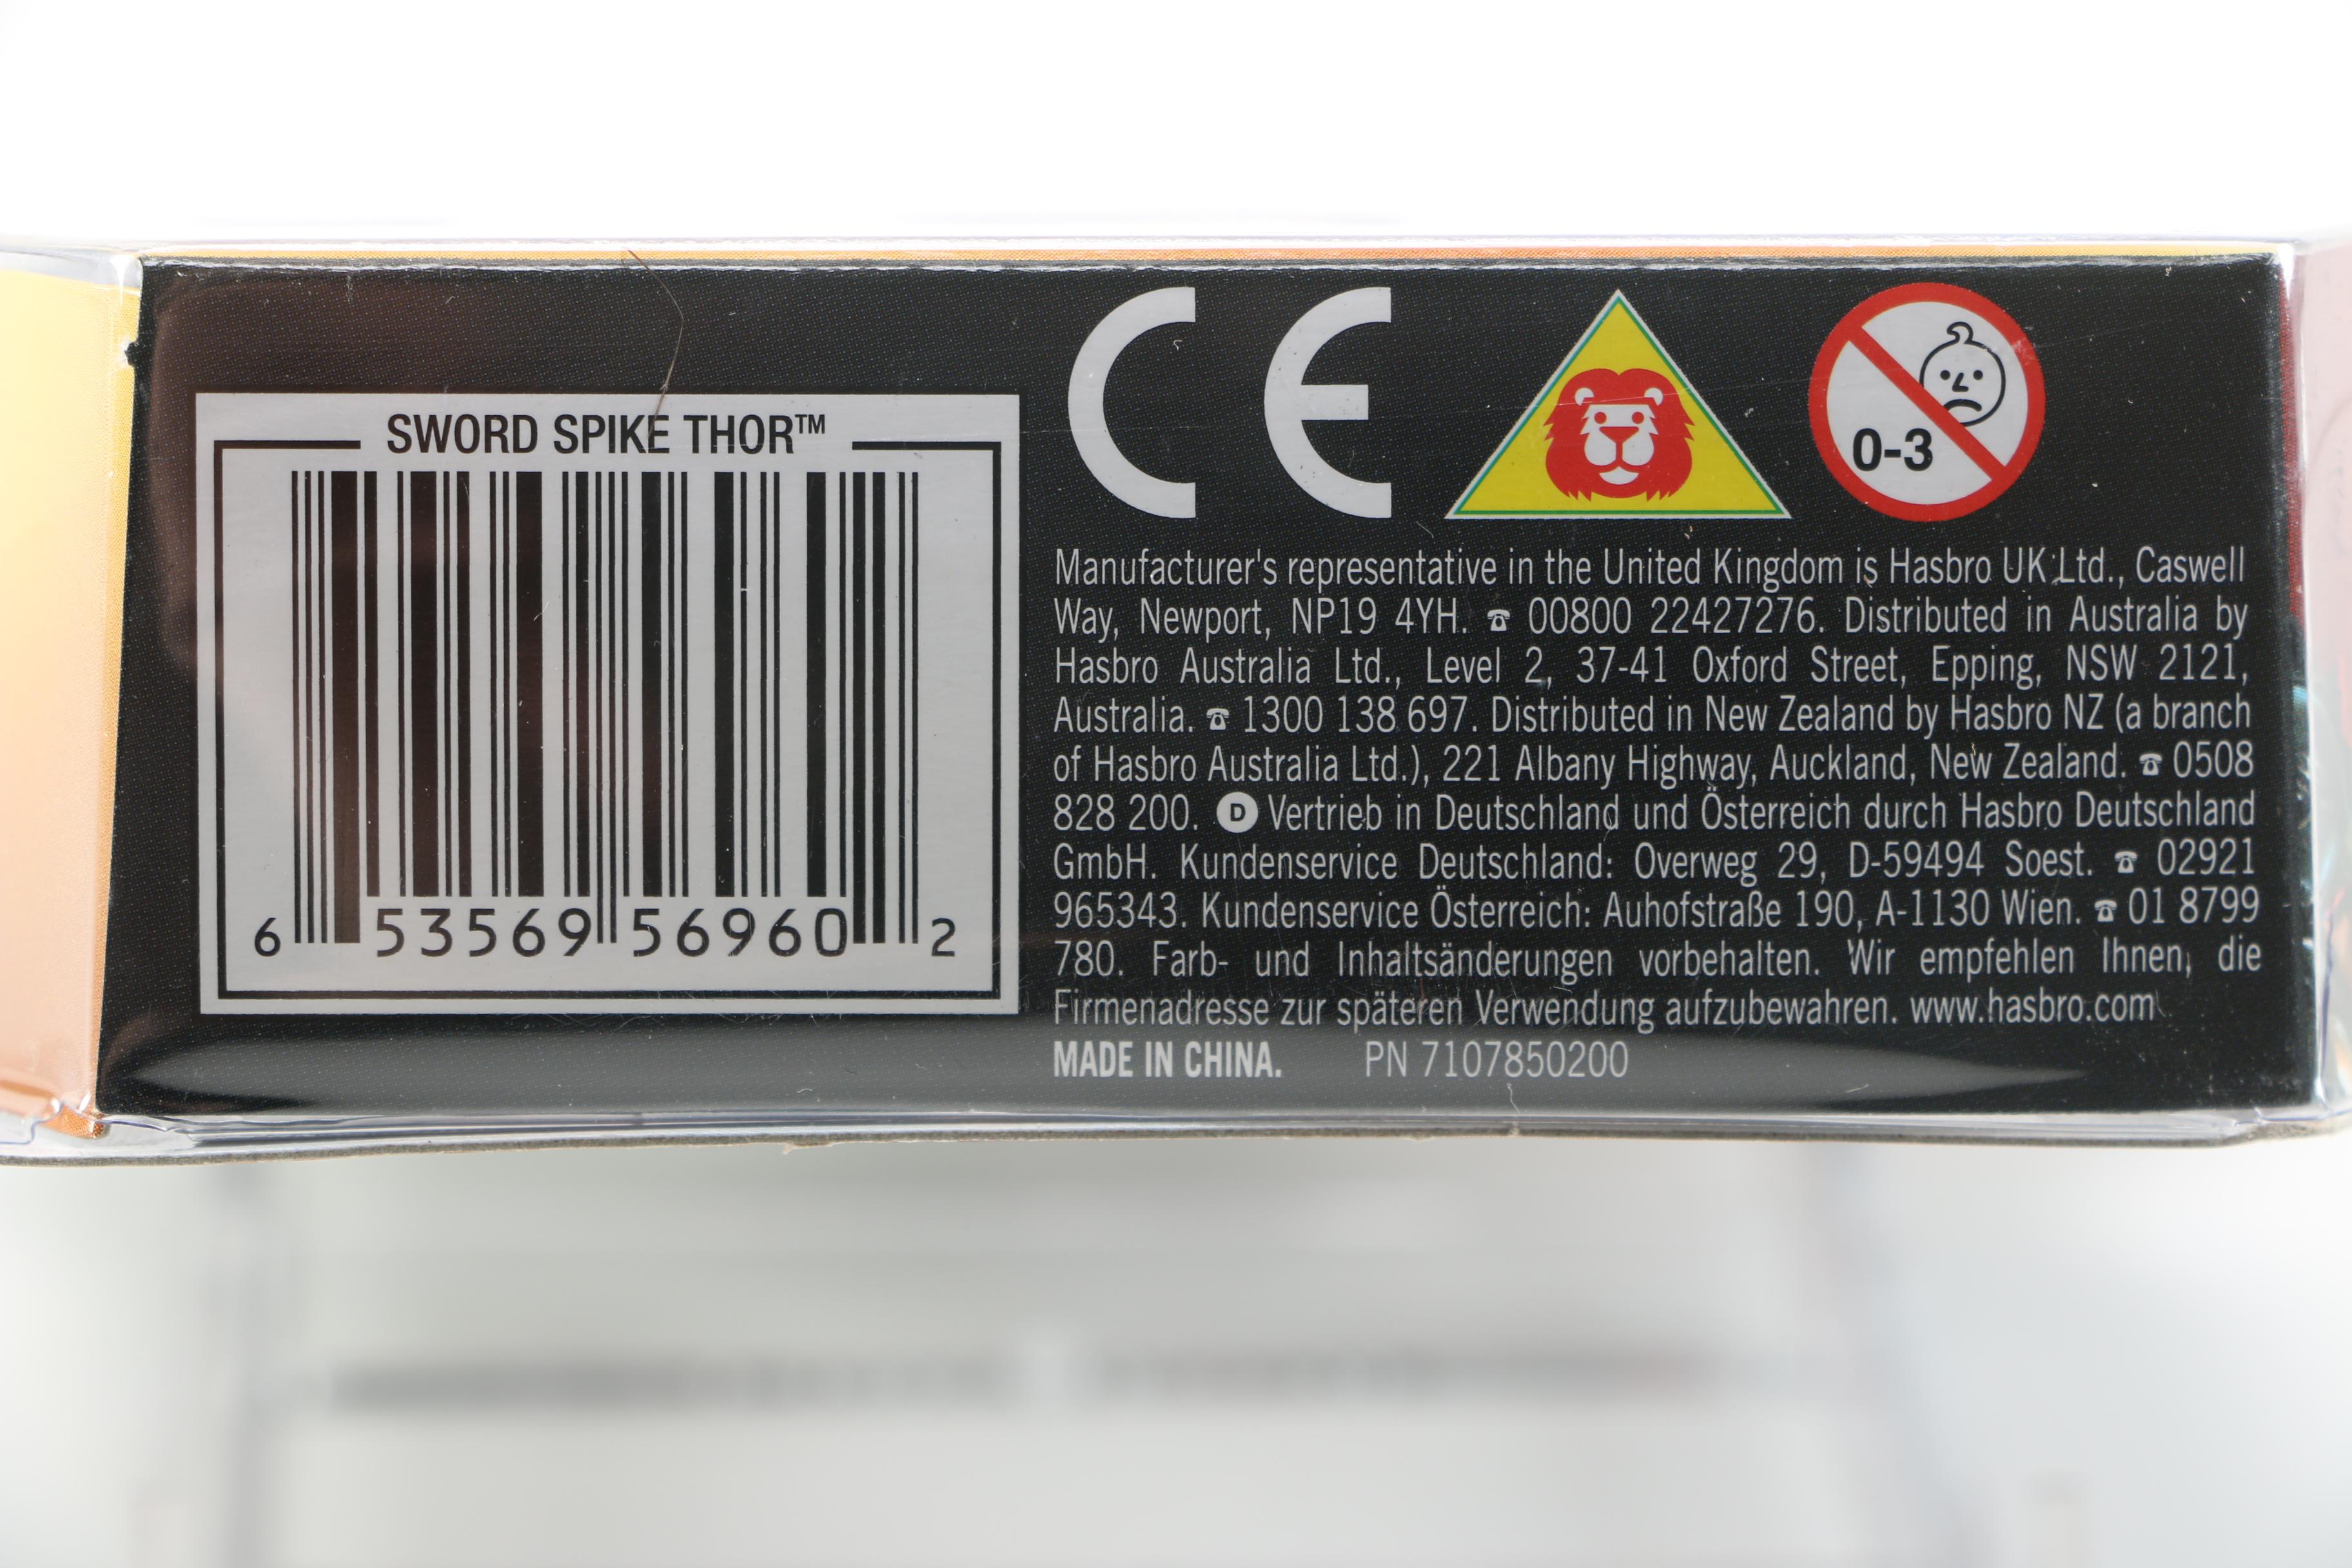 SWORD SPIKE THOR™
6 53569 56960 2
CE
0-3
Manufacturer's representative in the United Kingdom is Hasbro UK Ltd., Caswell
Way, Newport, NP19 4YH. ☎ 00800 22427276. Distributed in Australia by
Hasbro Australia Ltd., Level 2, 37-41 Oxford Street, Epping, NSW 2121,
Australia. ☎ 1300 138 697. Distributed in New Zealand by Hasbro NZ (a branch
of Hasbro Australia Ltd.), 221 Albany Highway, Auckland, New Zealand. ☎ 0508
828 200. D Vertrieb in Deutschland und Österreich durch Hasbro Deutschland
GmbH. Kundenservice Deutschland: Overweg 29, D-59494 Soest. ☎ 02921
965343. Kundenservice Österreich: Auhofstraße 190, A-1130 Wien. ☎ 01 8799
780. Farb- und Inhaltsänderungen vorbehalten. Wir empfehlen Ihnen, die
Firmenadresse zur späteren Verwendung aufzubewahren. www.hasbro.com
MADE IN CHINA. PN 7107850200